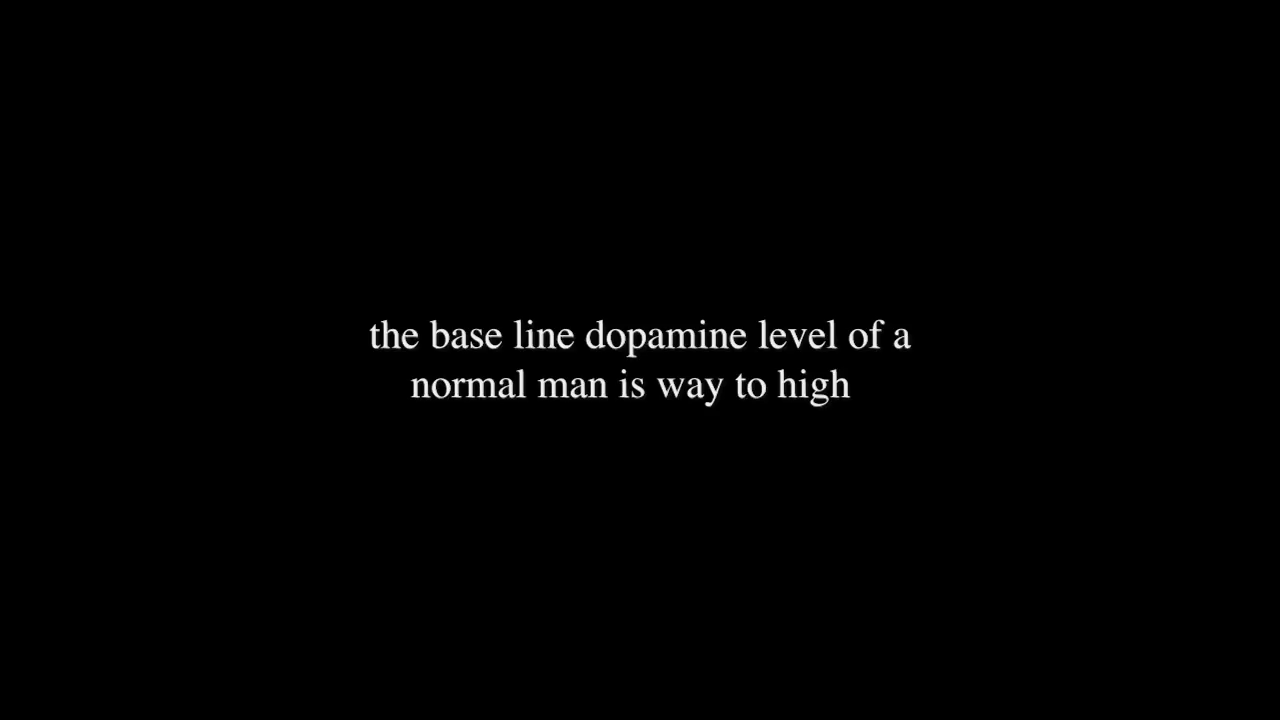 the base line dopamine level of a
normal man is way to high